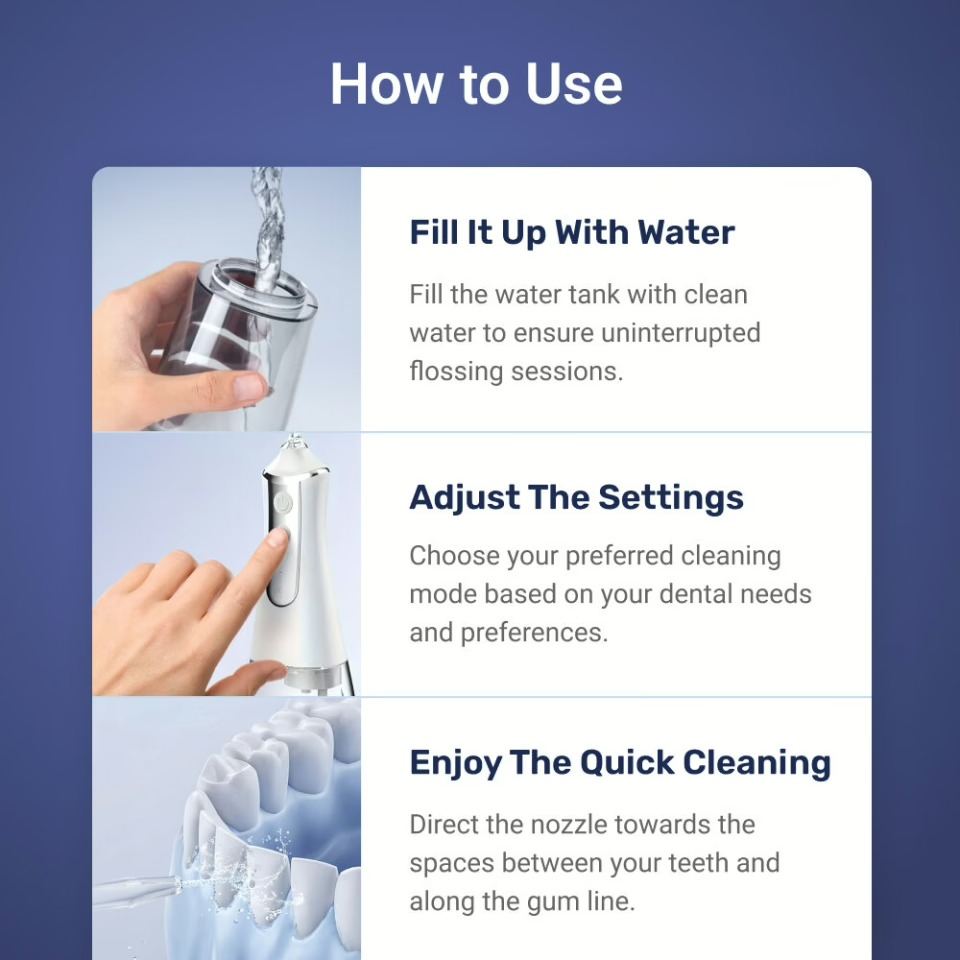 How to Use
Fill It Up With Water
Fill the water tank with clean
water to ensure uninterrupted
flossing sessions.
Adjust The Settings
Choose your preferred cleaning
mode based on your dental needs
and preferences.
Enjoy The Quick Cleaning
Direct the nozzle towards the
spaces between your teeth and
along the gum line.